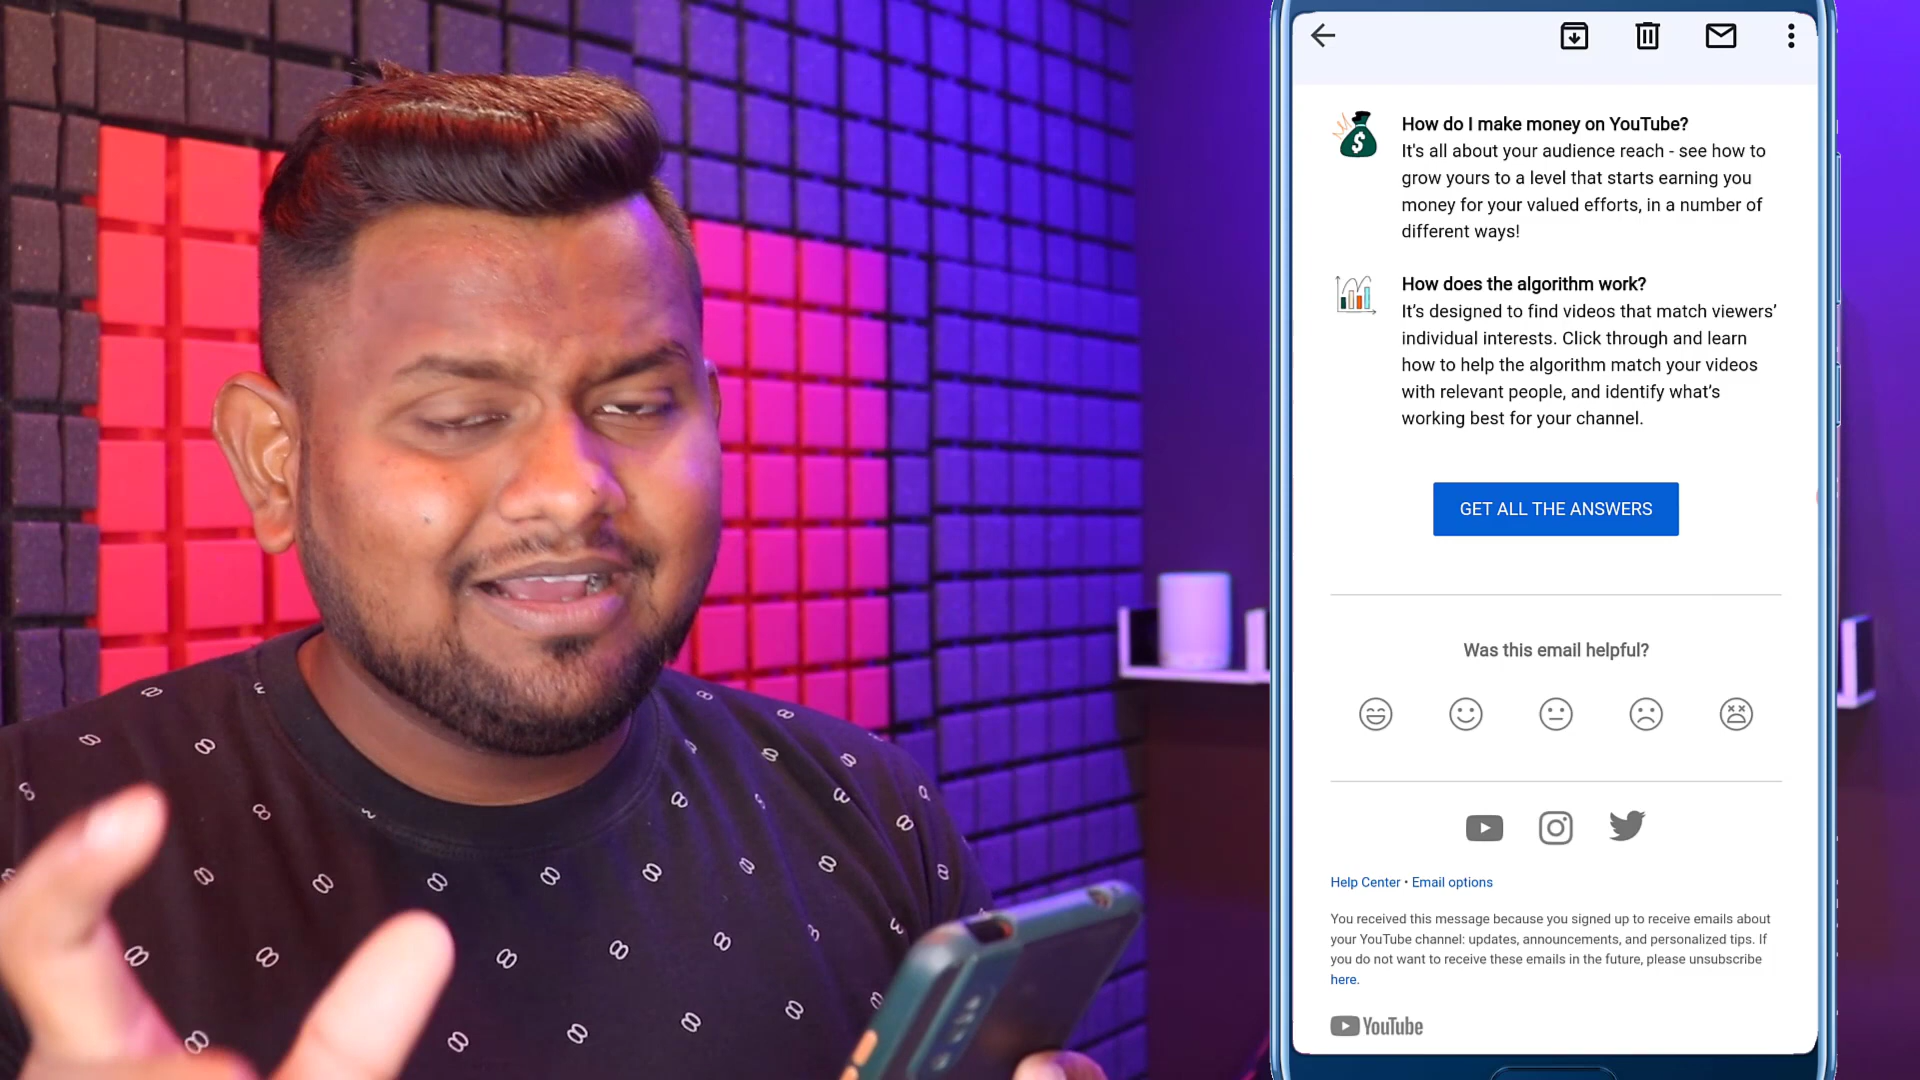 How do I make money on YouTube?
It's all about your audience reach - see how to
grow yours to a level that starts earning you
money for your valued efforts, in a number of
different ways!
How does the algorithm work?
It’s designed to find videos that match viewers’
individual interests. Click through and learn
how to help the algorithm match your videos
with relevant people, and identify what’s
working best for your channel.
GET ALL THE ANSWERS
Was this email helpful?
Help Center • Email options
You received this message because you signed up to receive emails about
your YouTube channel: updates, announcements, and personalized tips. If
you do not want to receive these emails in the future, please unsubscribe
here.
YouTube